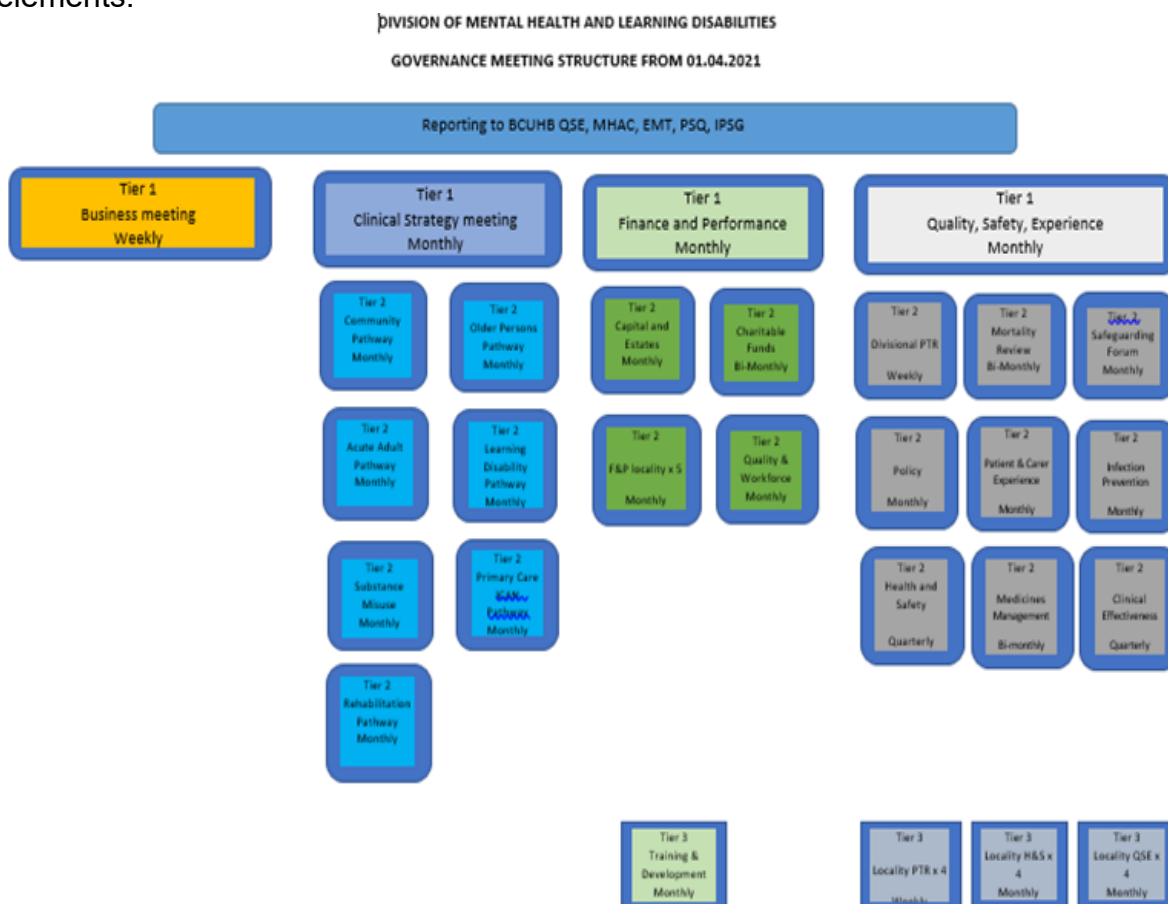 elements.
DIVISION OF MENTAL HEALTH AND LEARNING DISABILITIES
GOVERNANCE MEETING STRUCTURE FROM 01.04.2021
Reporting to BCUHB QSE, MHAC, EMT, PSQ, IPSG
Tier 1
Business meeting
Weekly
Tier 1
Clinical Strategy meeting
Monthly
Tier 1
Finance and Performance
Monthly
Tier 1
Quality, Safety, Experience
Monthly
Tier 2
Community
Pathway
Monthly
Tier 2
Older Persons
Pathway
Monthly
Tier 2
Capital and
Estates
Monthly
Tier 2
Charitable
Funds
Bi-Monthly
Tier 2
Divisional PTR
Weekly
Tier 2
Mortality
Review
Bi-Monthly
Tier 2
Safeguarding
Forum
Monthly
Tier 2
Acute Adult
Pathway
Monthly
Tier 2
Learning
Disability
Pathway
Monthly
Tier 2
F&P locality x 5
Monthly
Tier 2
Quality &
Workforce
Monthly
Tier 2
Policy
Monthly
Tier 2
Patient & Carer
Experience
Monthly
Tier 2
Infection
Prevention
Monthly
Tier 2
Substance
Misuse
Monthly
Tier 2
Primary Care
ICAN
Pathway
Monthly
Tier 2
Health and
Safety
Quarterly
Tier 2
Medicines
Management
Bi-monthly
Tier 2
Clinical
Effectiveness
Quarterly
Tier 2
Rehabilitation
Pathway
Monthly
Tier 3
Training &
Development
Monthly
Tier 3
Locality PTR x 4
Weekly
Tier 3
Locality H&S x
4
Monthly
Tier 3
Locality QSE x
4
Monthly